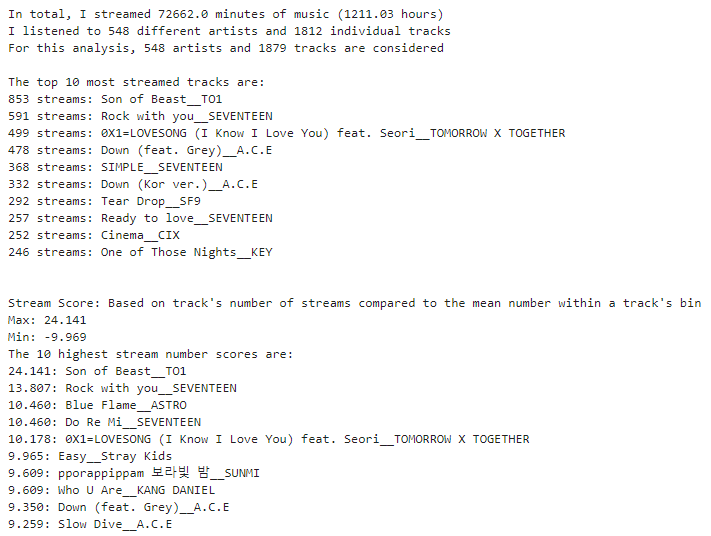 In total, I streamed 72662.0 minutes of music (1211.03 hours)
I listened to 548 different artists and 1812 individual tracks
For this analysis, 548 artists and 1879 tracks are considered
The top 10 most streamed tracks are:
853 streams: Son of Beast__TO1
591 streams: Rock with you__SEVENTEEN
499 streams: 0X1=LOVESONG (I Know I Love You) feat. Seori__TOMORROW X TOGETHER
478 streams: Down (feat. Grey)__A.C.E
368 streams: SIMPLE__SEVENTEEN
332 streams: Down (Kor ver.)__A.C.E
292 streams: Tear Drop__SF9
257 streams: Ready to love__SEVENTEEN
252 streams: Cinema__CIX
246 streams: One of Those Nights__KEY
Stream Score: Based on track's number of streams compared to the mean number within a track's bin
Max: 24.141
Min: -9.969
The 10 highest stream number scores are:
24.141: Son of Beast__TO1
13.807: Rock with you__SEVENTEEN
10.460: Blue Flame__ASTRO
10.460: Do Re Mi__SEVENTEEN
10.178: 0X1=LOVESONG (I Know I Love You) feat. Seori__TOMORROW X TOGETHER
9.965: Easy__Stray Kids
9.609: pporappippam 보라빛 밤__SUNMI
9.609: Who U Are__KANG DANIEL
9.350: Down (feat. Grey)__A.C.E
9.259: Slow Dive__A.C.E